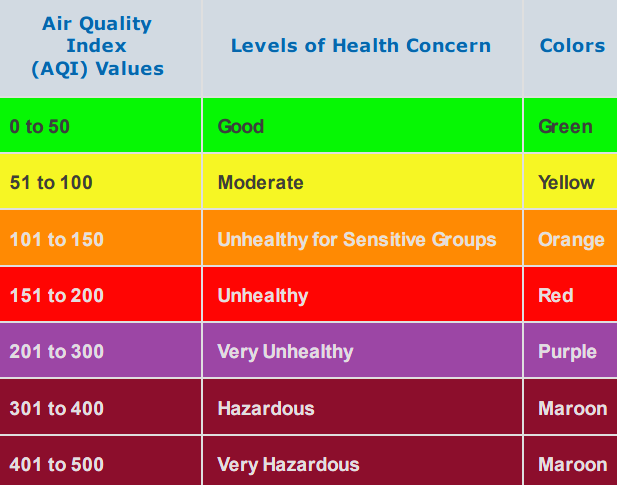 Air Quality
Index
(AQI) Values
Levels of Health Concern
Colors
0 to 50 Good Green
51 to 100 Moderate Yellow
101 to 150 Unhealthy for Sensitive Groups Orange
151 to 200 Unhealthy Red
201 to 300 Very Unhealthy Purple
301 to 400 Hazardous Maroon
401 to 500 Very Hazardous Maroon